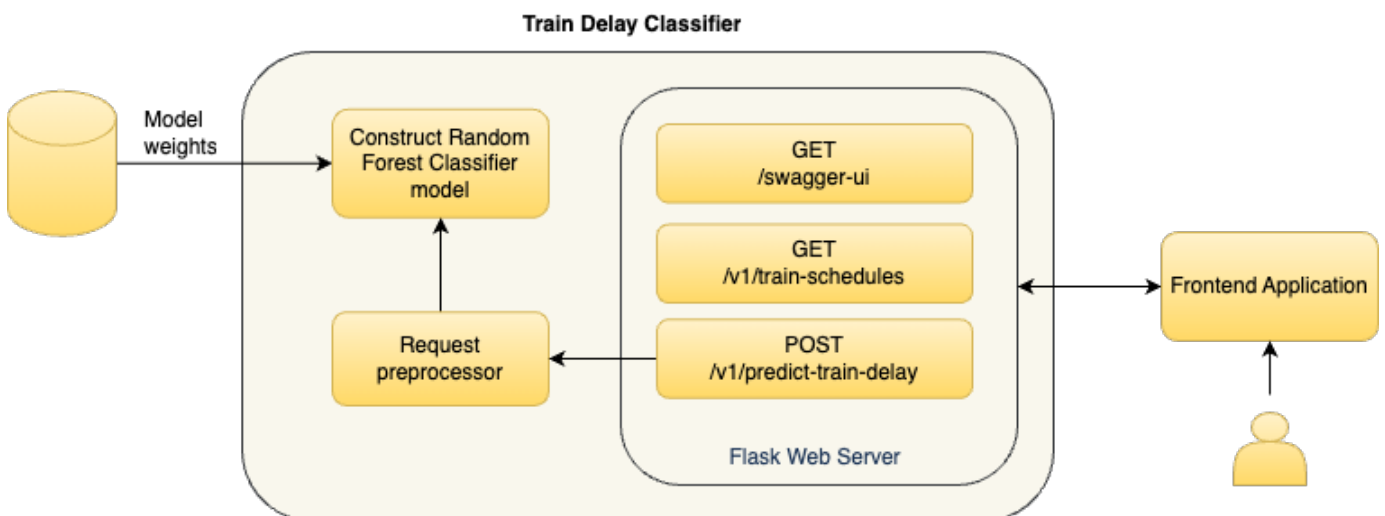 Train Delay Classifier
Model
weights
Construct Random
Forest Classifier
model
GET
/swagger-ui
GET
/v1/train-schedules
Frontend Application
Request
preprocessor
POST
/v1/predict-train-delay
Flask Web Server